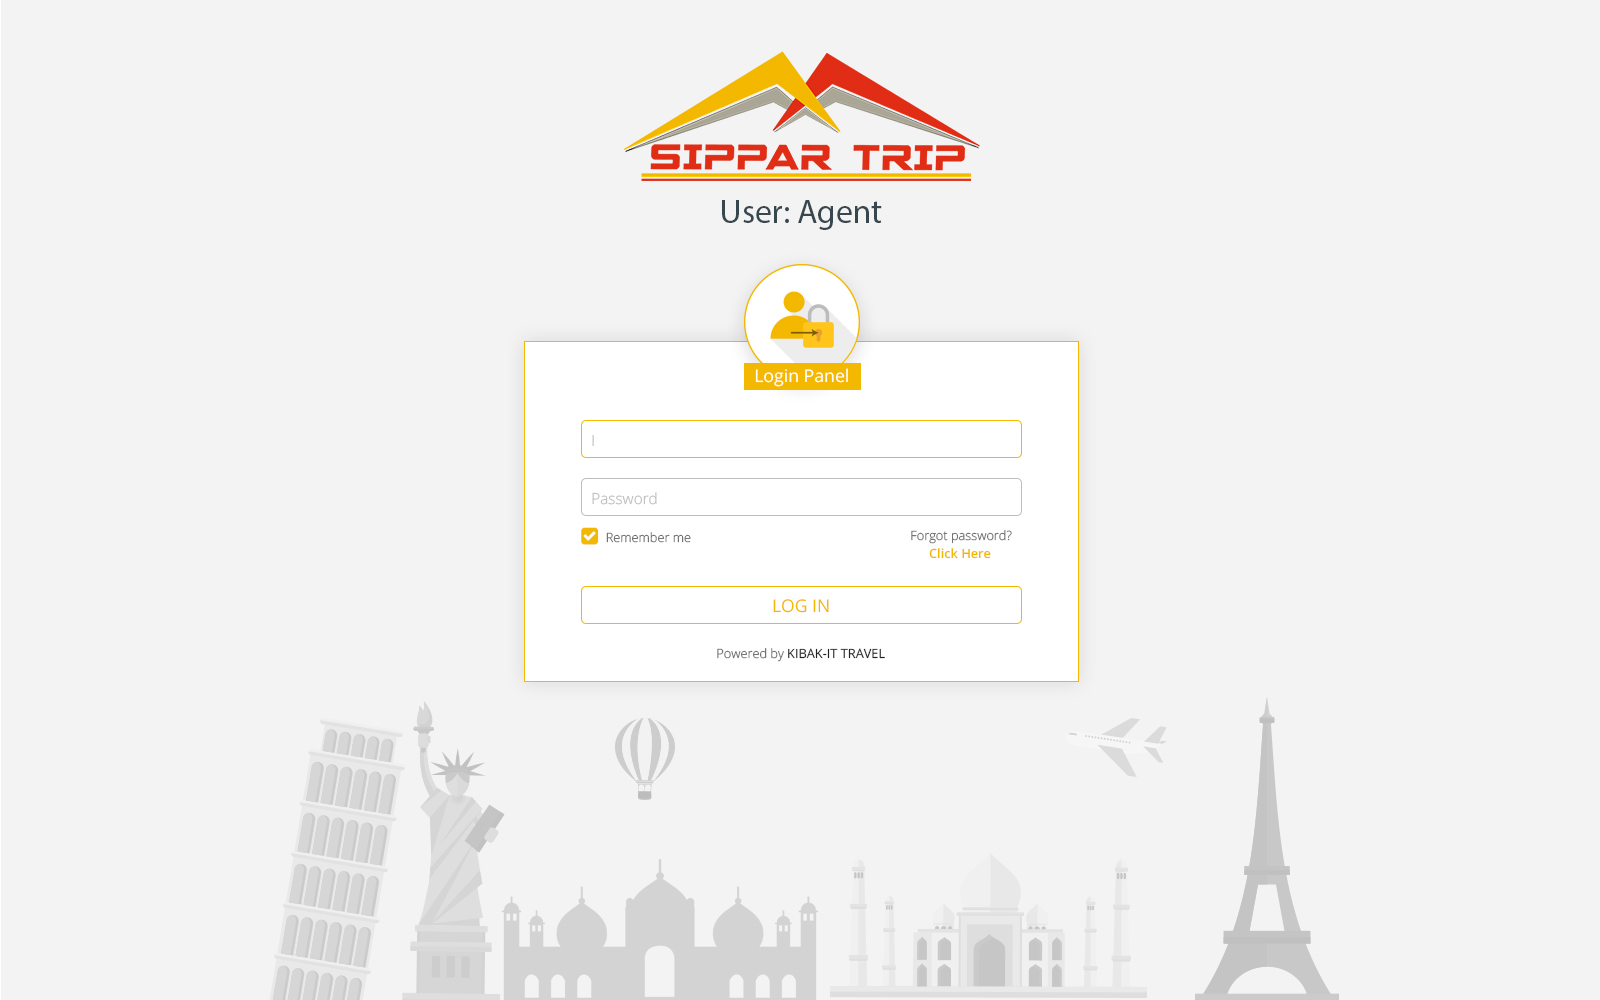 SIPPAR TRIP
User: Agent
Login Panel
Password
Remember me
Forgot password?
Click Here
LOG IN
Powered by KIBAK-IT TRAVEL